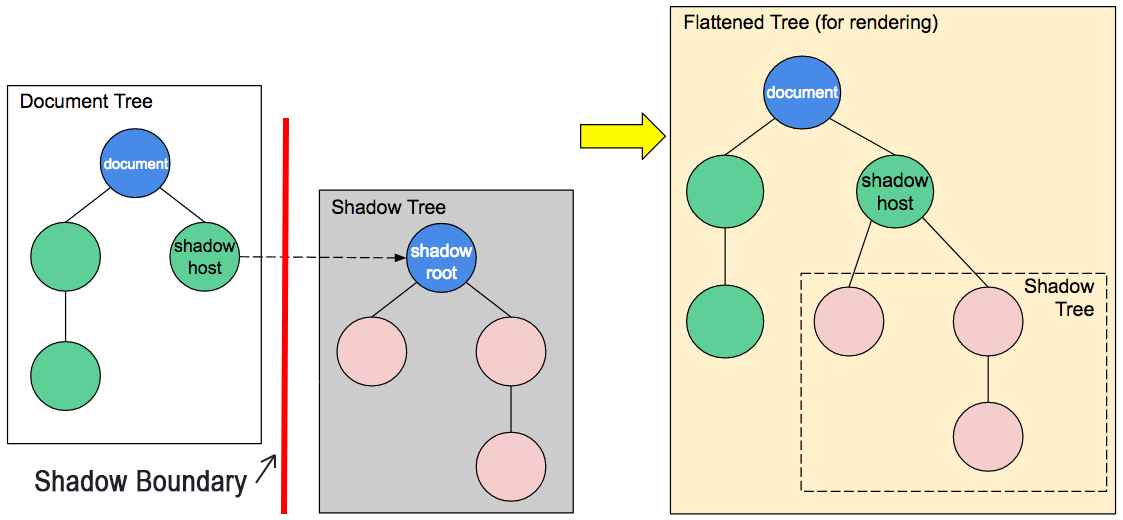 Document Tree
document
shadow
host
Shadow Boundary
Shadow Tree
shadow
root
Flattened Tree (for rendering)
document
shadow
host
Shadow
Tree